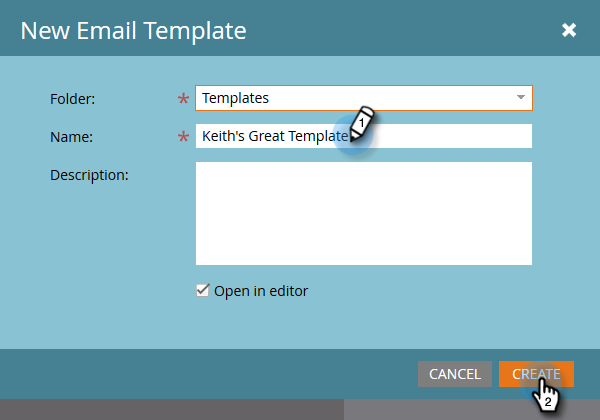 New Email Template
Folder: * Templates
Name: * Keith's Great Template
1
Description:
Open in editor
CANCEL CREATE
2